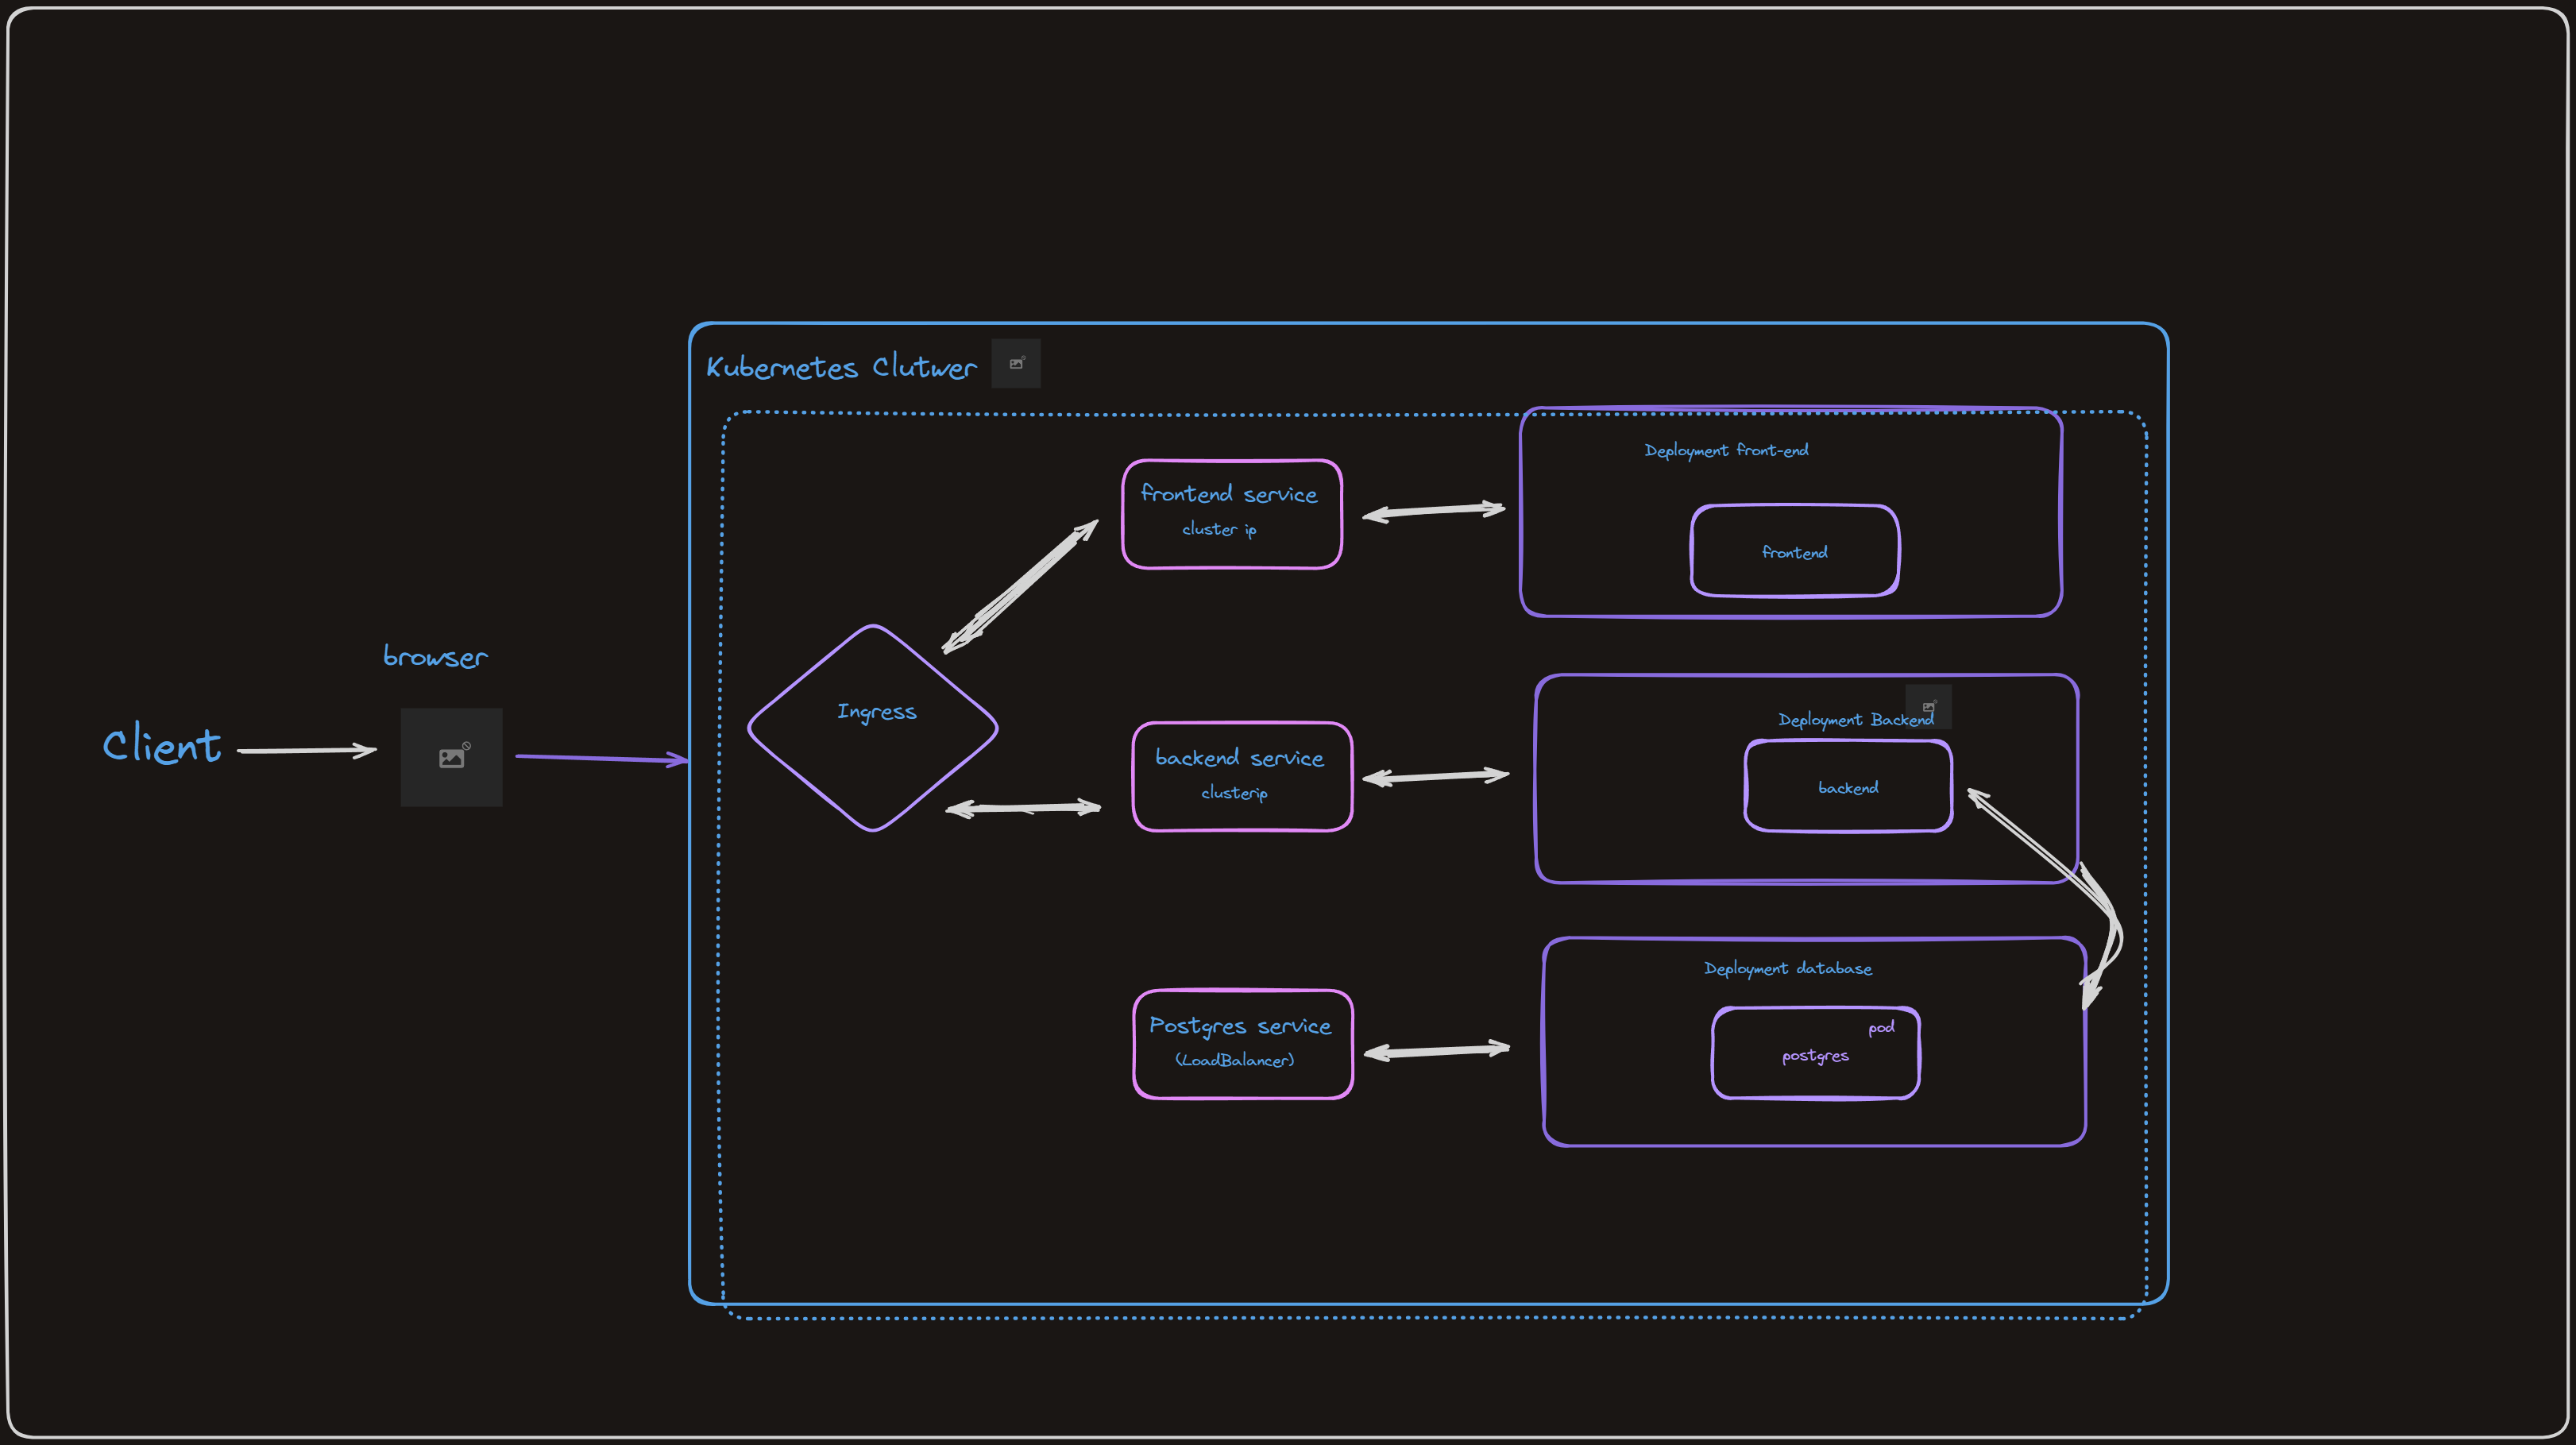 Client
browser
Kubernetes Clutwer
Ingress
frontend service
cluster ip
Deployment front-end
frontend
backend service
clusterip
Deployment Backend
backend
Postgres service
(LoadBalancer)
Deployment database
pod
postgres